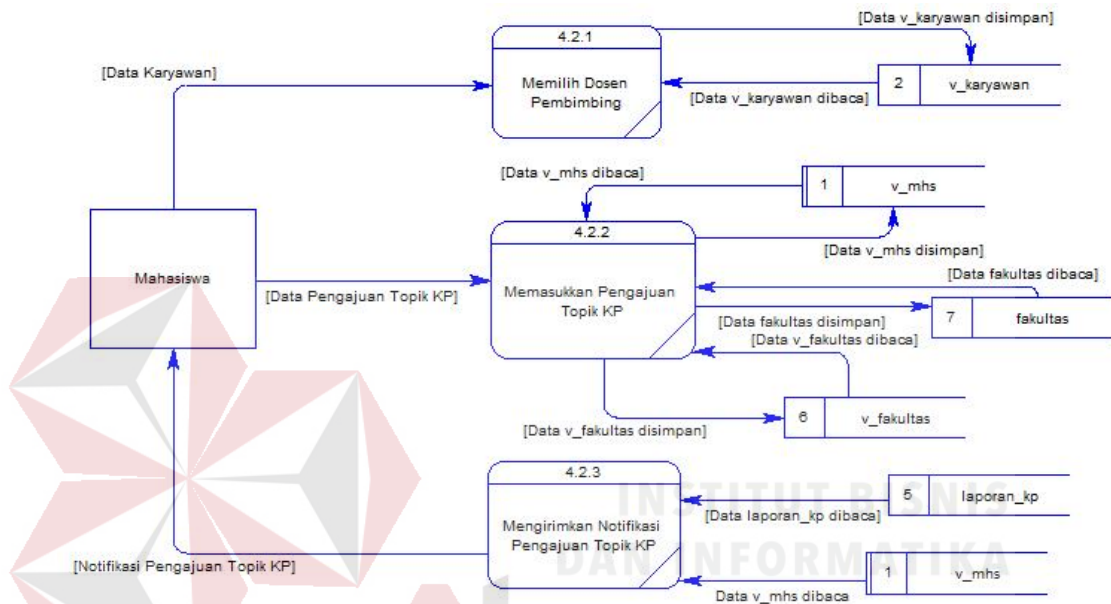 [Data v_karyawan disimpan]
4.2.1
[Data Karyawan]
Memilih Dosen
Pembimbing
2
v_karyawan
[Data v_karyawan dibaca]
[Data v_mhs dibaca]
1
v_mhs
4.2.2
[Data v_mhs disimpan]
Mahasiswa
[Data fakultas dibaca]
Memasukkan Pengajuan
Topik KP
[Data Pengajuan Topik KP]
7
fakultas
[Data fakultas disimpan]
[Data v_fakultas dibaca]
6
v_fakultas
[Data v_fakultas disimpan]
4.2.3
5
laporan_kp
INSTITUT BISNIS
[Data laporan_kp dibaca]
Mengirimkan Notifikasi
Pengajuan Topik KP
DAN INFORMATIKA
[Notifikasi Pengajuan Topik KP]
1
v_mhs
Data v_mhs dibaca]